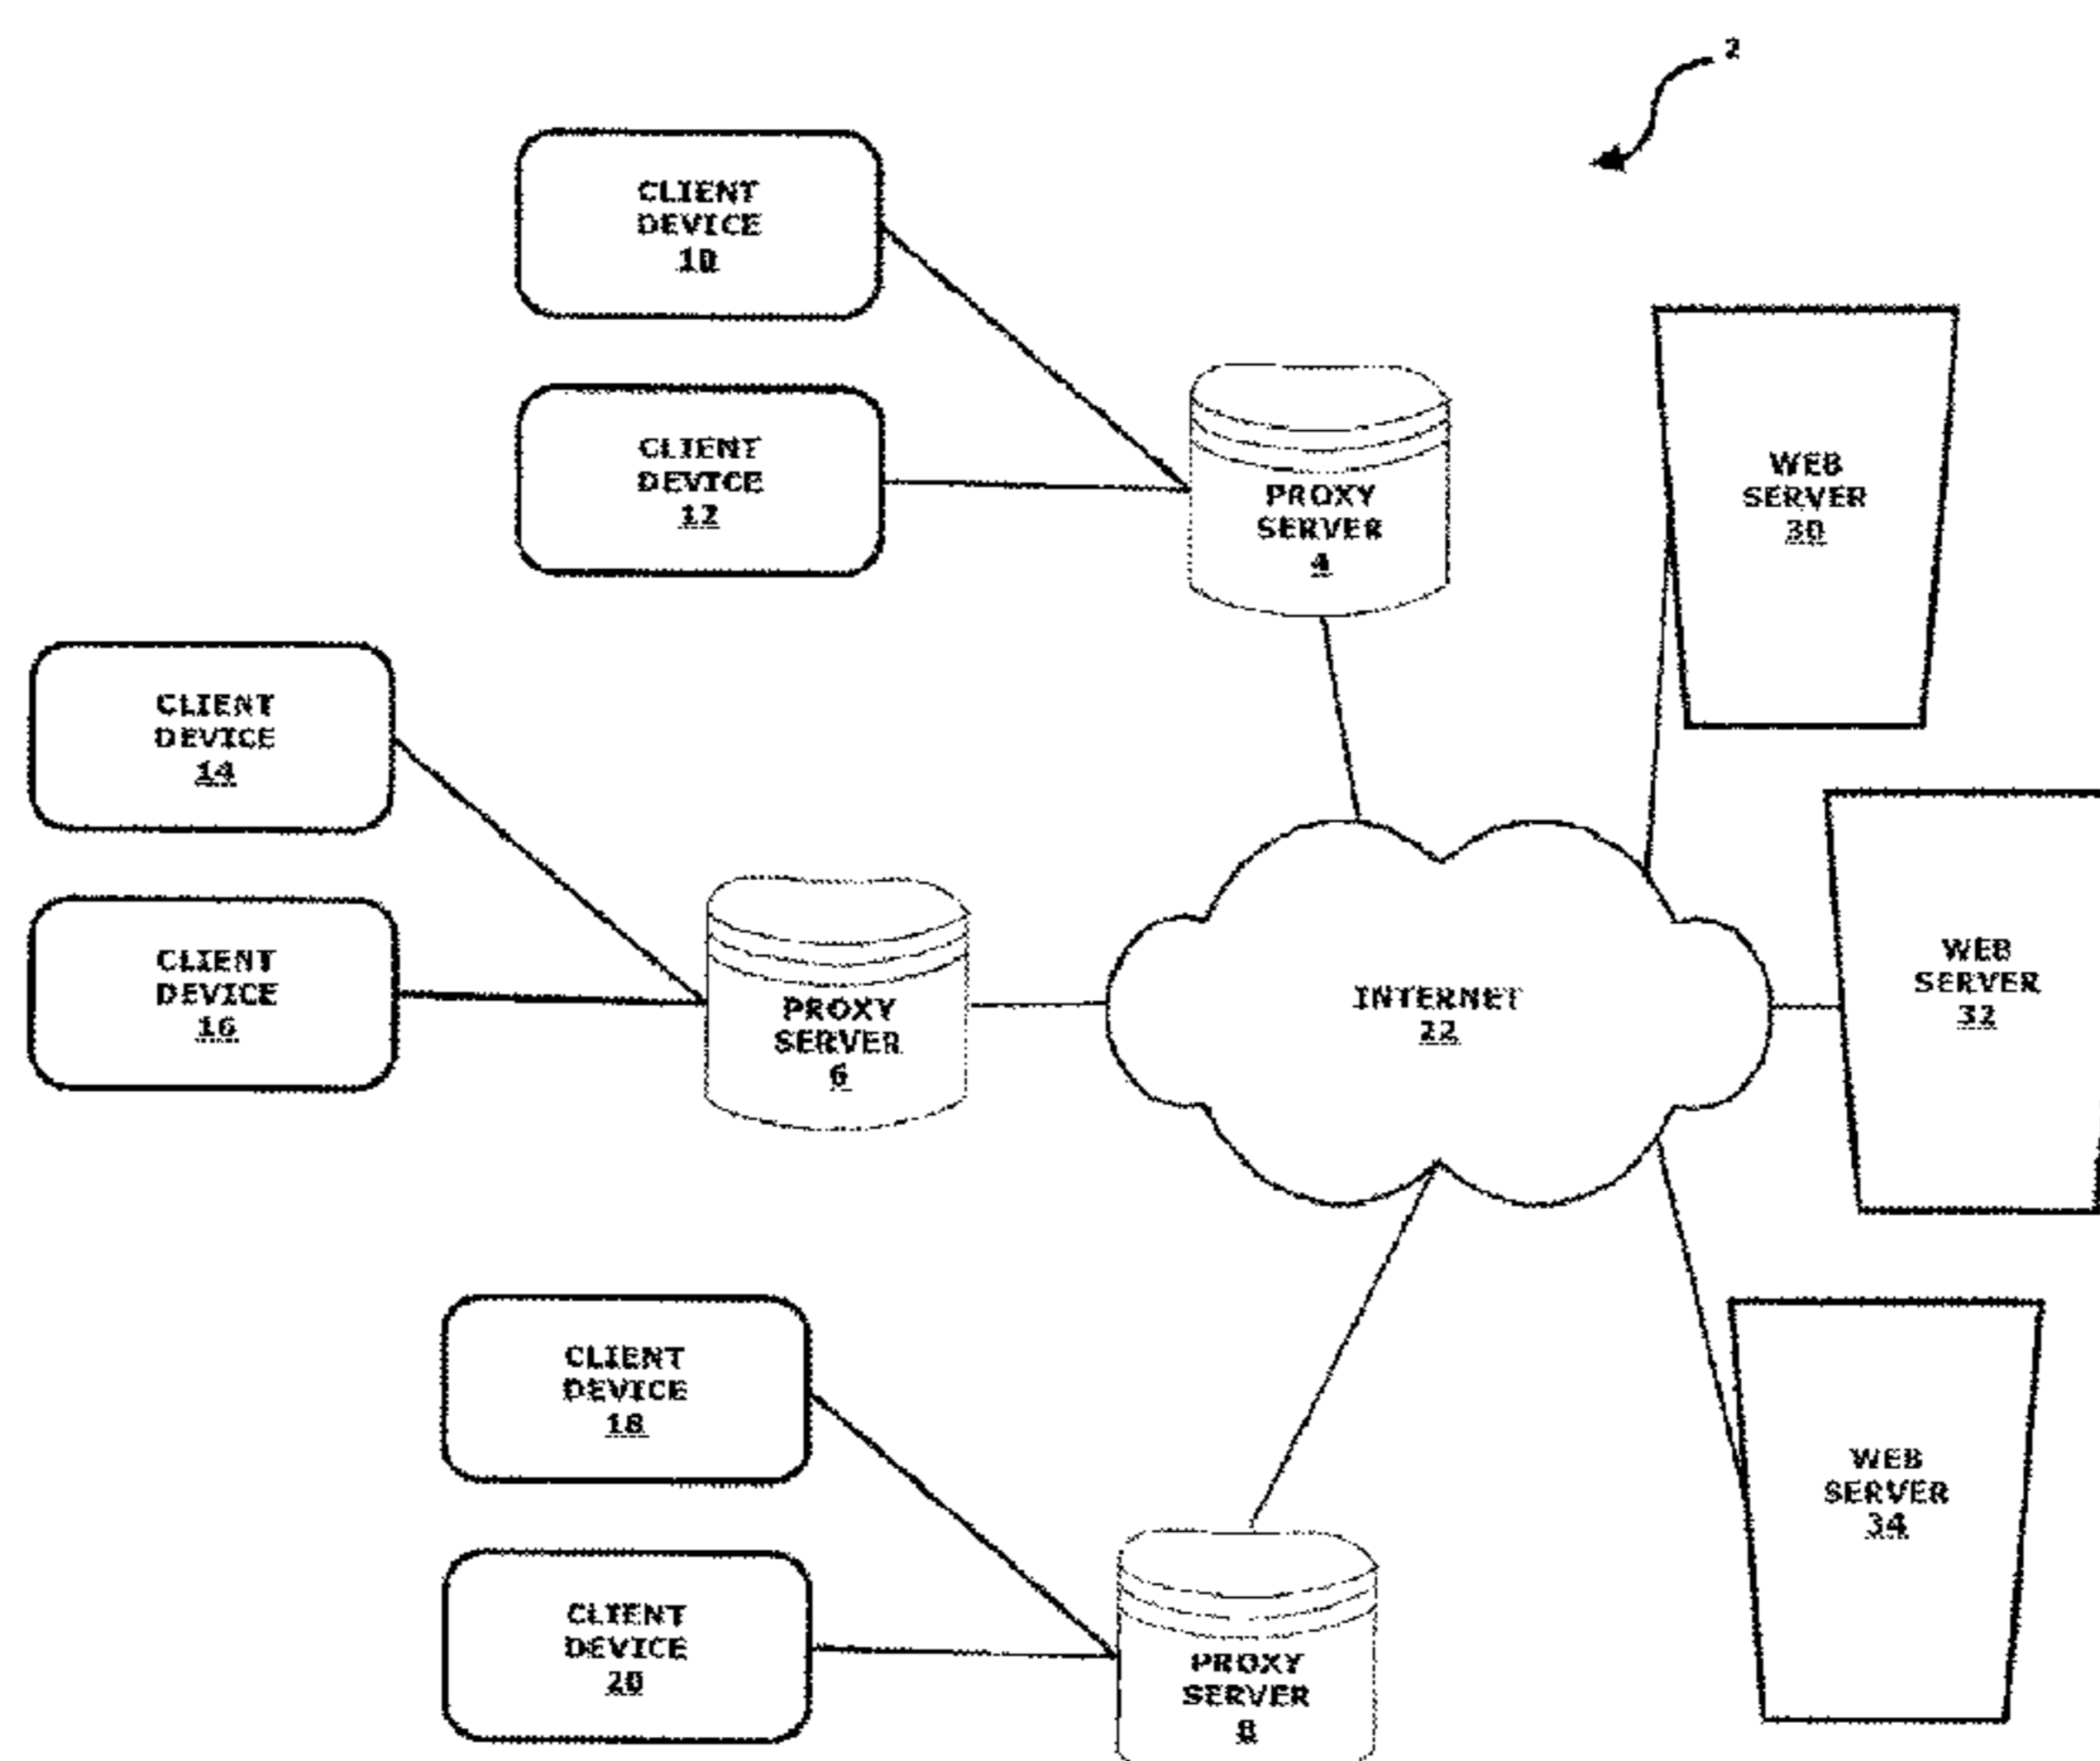 2
CLIENT
DEVICE
10
CLIENT
DEVICE
12
PROXY
SERVER
4
WEB
SERVER
30
CLIENT
DEVICE
14
CLIENT
DEVICE
16
PROXY
SERVER
6
INTERNET
22
WEB
SERVER
32
CLIENT
DEVICE
18
CLIENT
DEVICE
20
PROXY
SERVER
8
WEB
SERVER
34